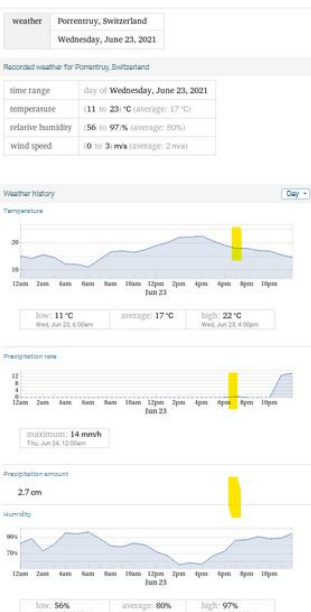 weather Porrentruy, Switzerland
Wednesday, June 23, 2021
Recorded weather for Porrentruy, Switzerland
time range day of Wednesday, June 23, 2021
temperature (11 to 23) °C (average: 17 °C)
relative humidity (56 to 97)% (average: 80%)
wind speed (0 to 3) m/s (average: 2 m/s)
Weather history Day
Temperature
20
10
12am 2am 4am 6am 8am 10am 12pm 2pm 4pm 6pm 8pm 10pm
Jun 23
low: 11 °C average: 17 °C high: 22 °C
Wed, Jun 23, 6:00am Wed, Jun 23, 4:00pm
Precipitation rate
12
8
4
0
12am 2am 4am 6am 8am 10am 12pm 2pm 4pm 6pm 8pm 10pm
Jun 23
maximum: 14 mm/h
Thu, Jun 24, 12:00am
Precipitation amount
2.7 cm
Humidity
90%
70%
12am 2am 4am 6am 8am 10am 12pm 2pm 4pm 6pm 8pm 10pm
Jun 23
low: 56% average: 80% high: 97%